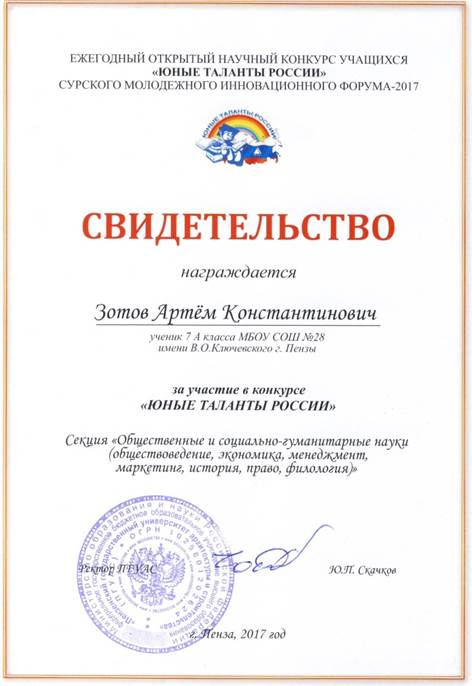 ЕЖЕГОДНЫЙ ОТКРЫТЫЙ НАУЧНЫЙ КОНКУРС УЧАЩИХСЯ
«ЮНЫЕ ТАЛАНТЫ РОССИИ»
СУРСКОГО МОЛОДЕЖНОГО ИННОВАЦИОННОГО ФОРУМА-2017
ЮНЫЕ ТАЛАНТЫ РОССИИ
СВИДЕТЕЛЬСТВО
награждается
Зотов Артём Константинович
ученик 7 А класса МБОУ СОШ №28
имени В.О.Ключевского г. Пензы
за участие в конкурсе
«ЮНЫЕ ТАЛАНТЫ РОССИИ»
Секция «Общественные и социально-гуманитарные науки
(обществоведение, экономика, менеджмент,
маркетинг, история, право, филология)»
Ректор ПГУАС
Ю.П. Скачков
г. Пенза, 2017 год